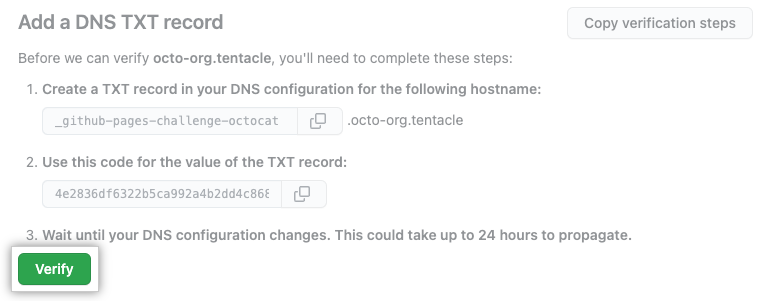 Add a DNS TXT record
Copy verification steps
Before we can verify octo-org.tentacle, you'll need to complete these steps:
1. Create a TXT record in your DNS configuration for the following hostname:
_github-pages-challenge-octocat .octo-org.tentacle
2. Use this code for the value of the TXT record:
4e2836df6322b5ca992a4b2dd4c868
3. Wait until your DNS configuration changes. This could take up to 24 hours to propagate.
Verify